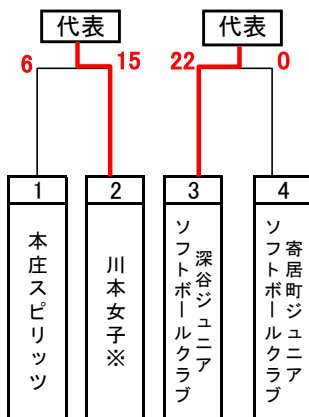 代表
代表
6
15
22
0
1
2
3
4
本庄スピリッツ
川本女子※
深谷ジュニア
ソフトボールクラブ
寄居町ジュニア
ソフトボールクラブ